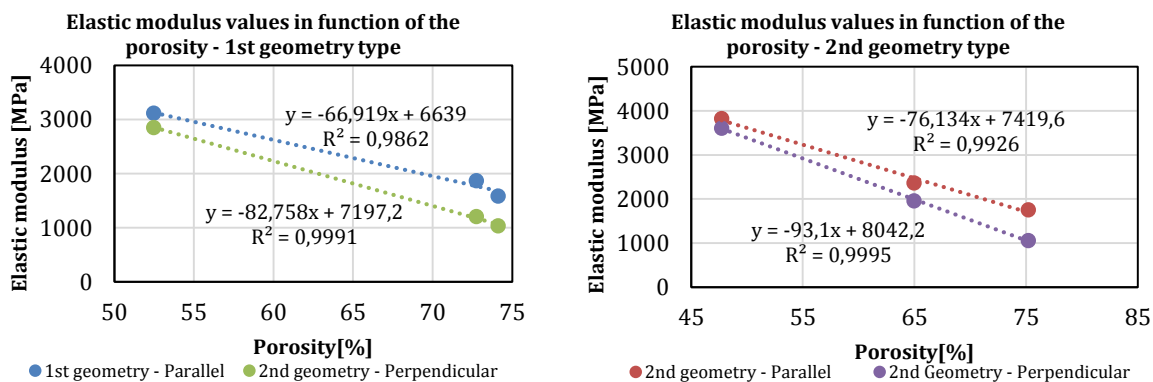 Elastic modulus values in function of the
porosity - 1st geometry type
Elastic modulus [MPa]
4000
3000
2000
1000
0
y = -66,919x + 6639
R² = 0,9862
y = -82,758x + 7197,2
R² = 0,9991
50 55 60 65 70 75
Porosity[%]
1st geometry - Parallel 2nd geometry - Perpendicular
Elastic modulus values in function of the
porosity - 2nd geometry type
Elastic modulus [MPa]
5000
4000
3000
2000
1000
0
y = -76,134x + 7419,6
R² = 0,9926
y = -93,1x + 8042,2
R² = 0,9995
45 55 65 75 85
Porosity[%]
2nd geometry - Parallel 2nd Geometry - Perpendicular